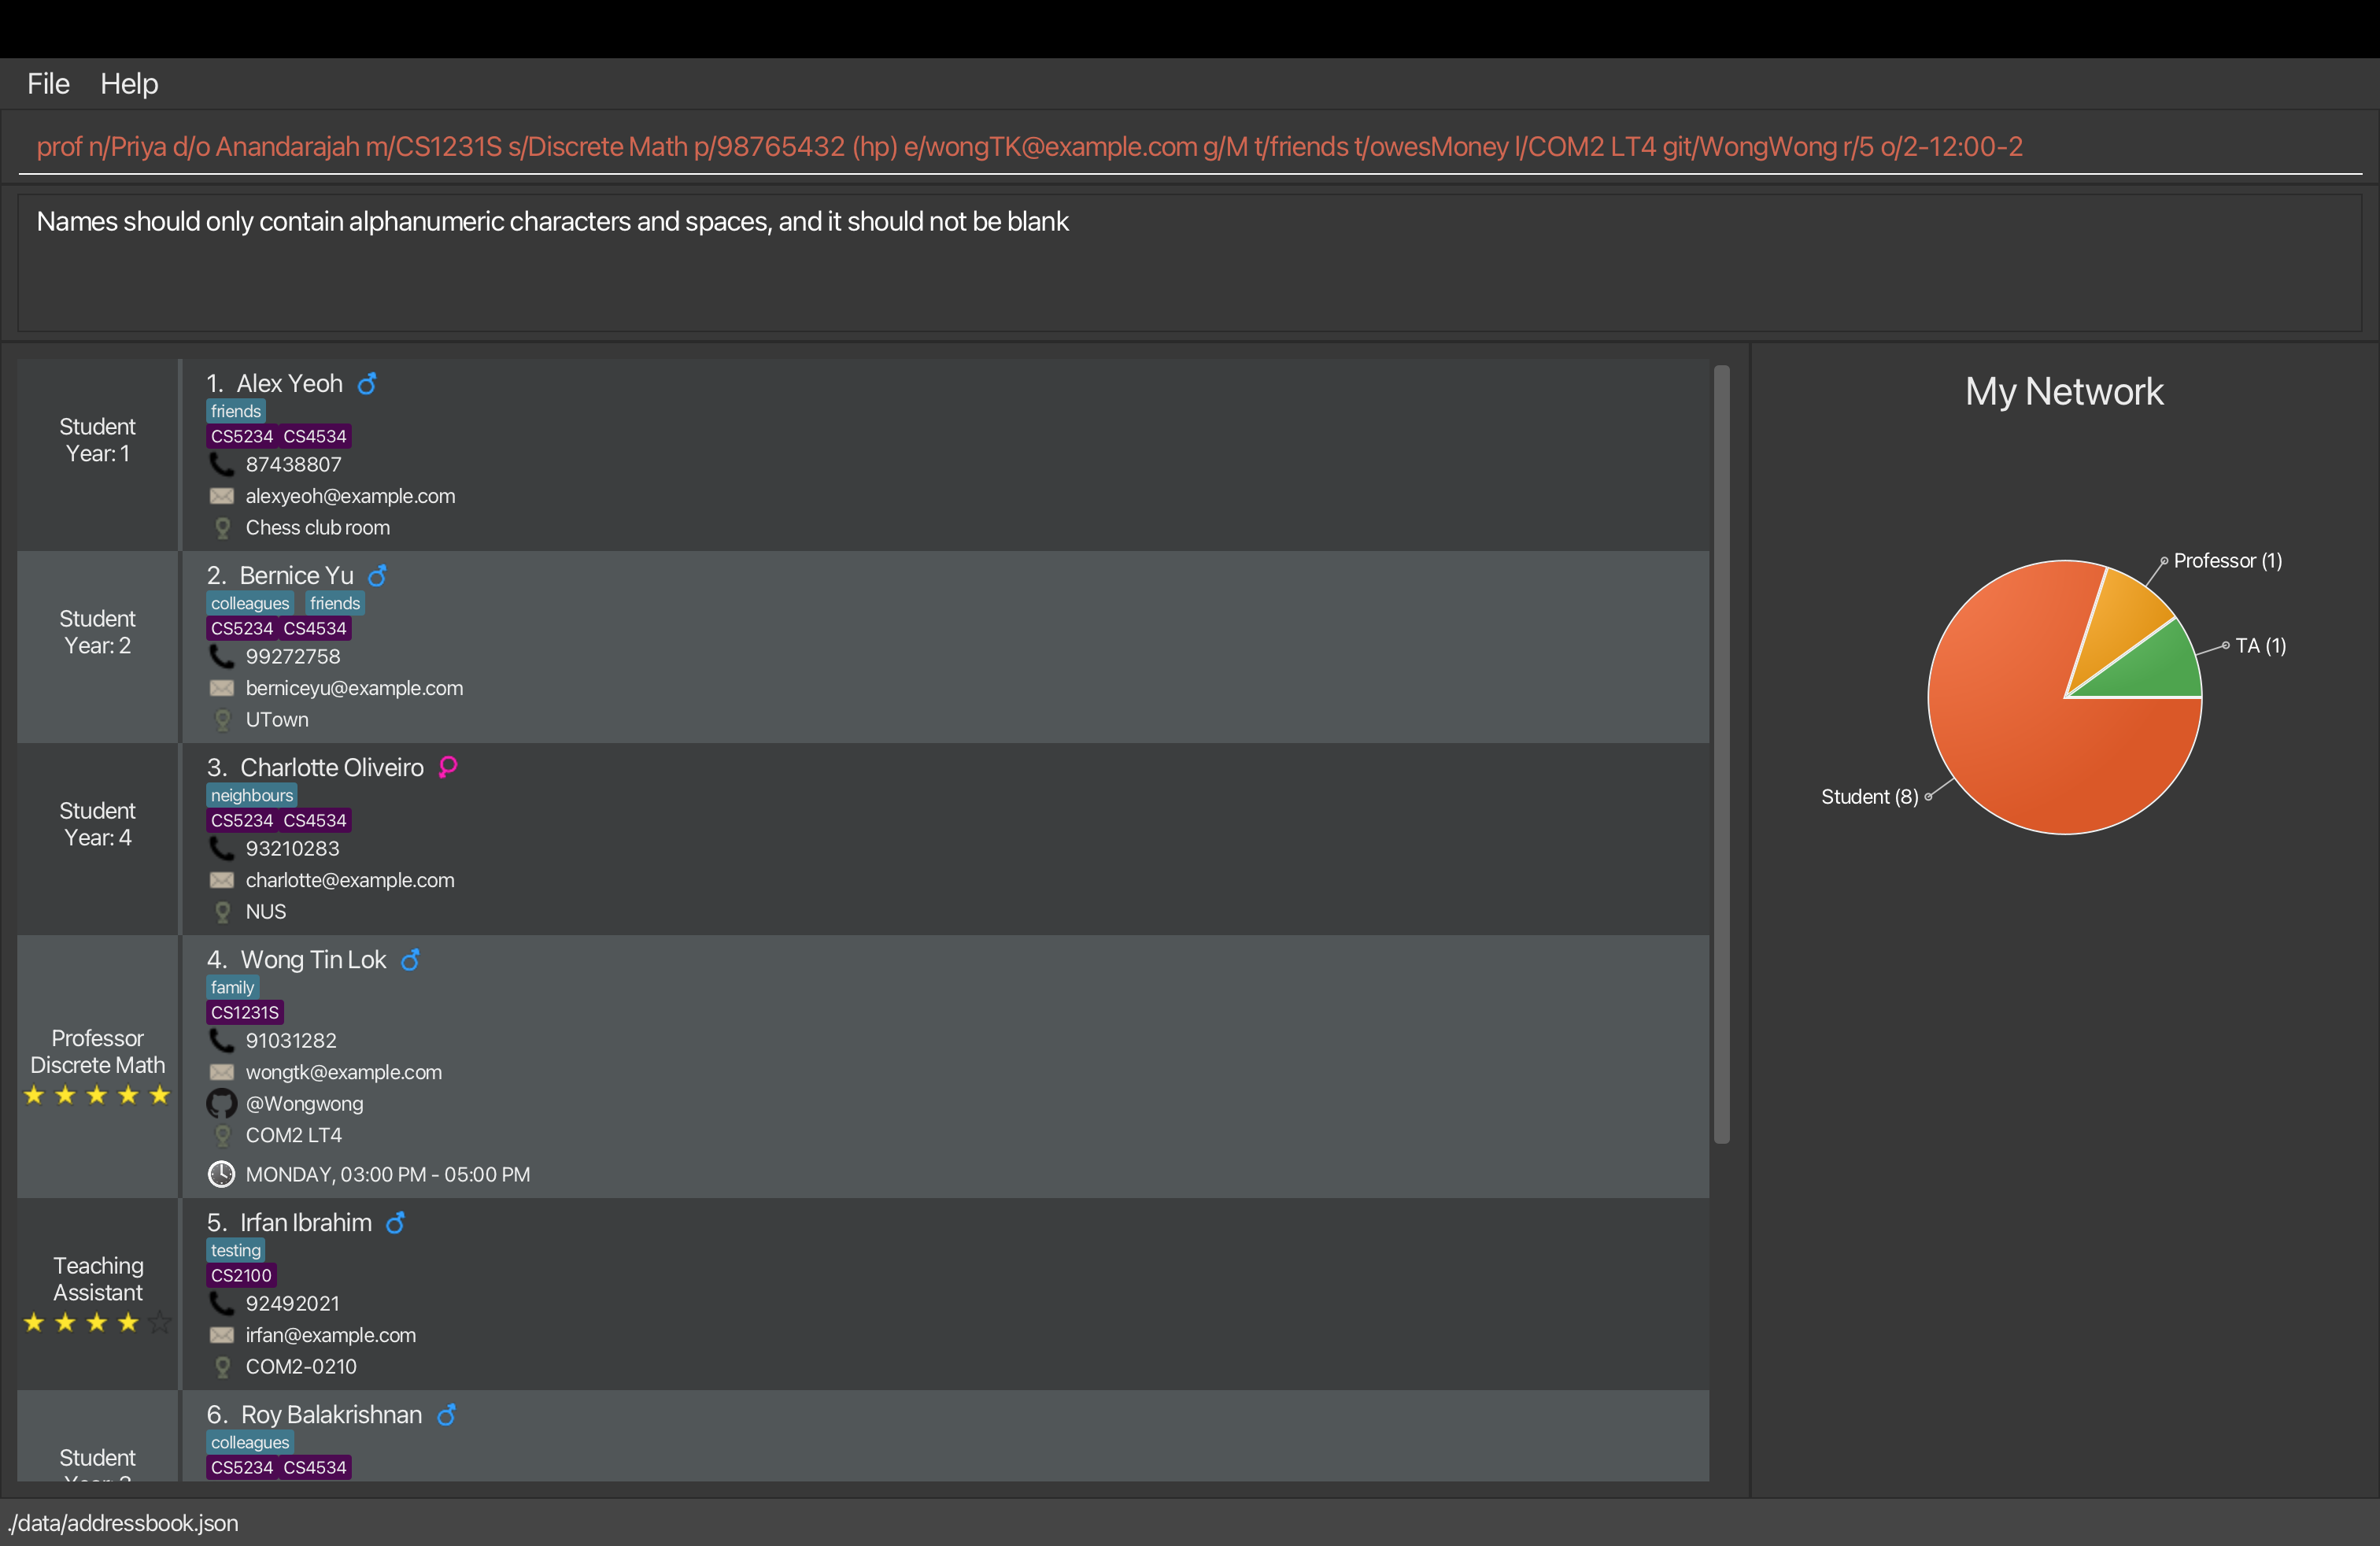 File Help
prof n/Priya d/o Anandarajah m/CS1231S s/Discrete Math p/98765432 (hp) e/wongTK@example.com g/M t/friends t/owesMoney l/COM2 LT4 git/WongWong r/5 o/2-12:00-2
Names should only contain alphanumeric characters and spaces, and it should not be blank
Student
Year: 1
1. Alex Yeoh
friends
CS5234 CS4534
87438807
alexyeoh@example.com
Chess club room
Student
Year: 2
2. Bernice Yu
colleagues friends
CS5234 CS4534
99272758
berniceyu@example.com
UTown
Student
Year: 4
3. Charlotte Oliveiro
neighbours
CS5234 CS4534
93210283
charlotte@example.com
NUS
Professor
Discrete Math
4. Wong Tin Lok
family
CS1231S
91031282
wongtk@example.com
@Wongwong
COM2 LT4
MONDAY, 03:00 PM - 05:00 PM
Teaching
Assistant
5. Irfan Ibrahim
testing
CS2100
92492021
irfan@example.com
COM2-0210
Student
6. Roy Balakrishnan
colleagues
CS5234 CS4534
My Network
Professor (1)
TA (1)
Student (8)
./data/addressbook.json